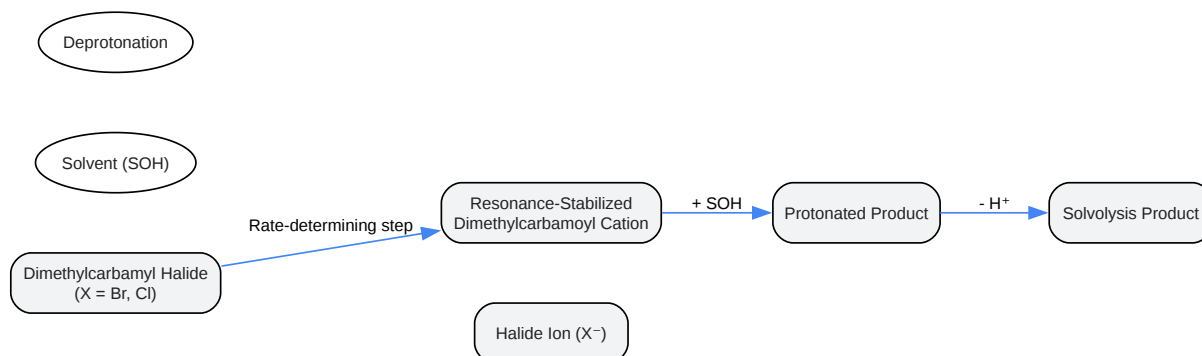 Deprotonation
Solvent (SOH)
Dimethylcarbamyl Halide
(X = Br, Cl)
Rate-determining step
Resonance-Stabilized
Dimethylcarbamoyl Cation
+ SOH
Protonated Product
- H⁺
Solvolysis Product
Halide Ion (X⁻)